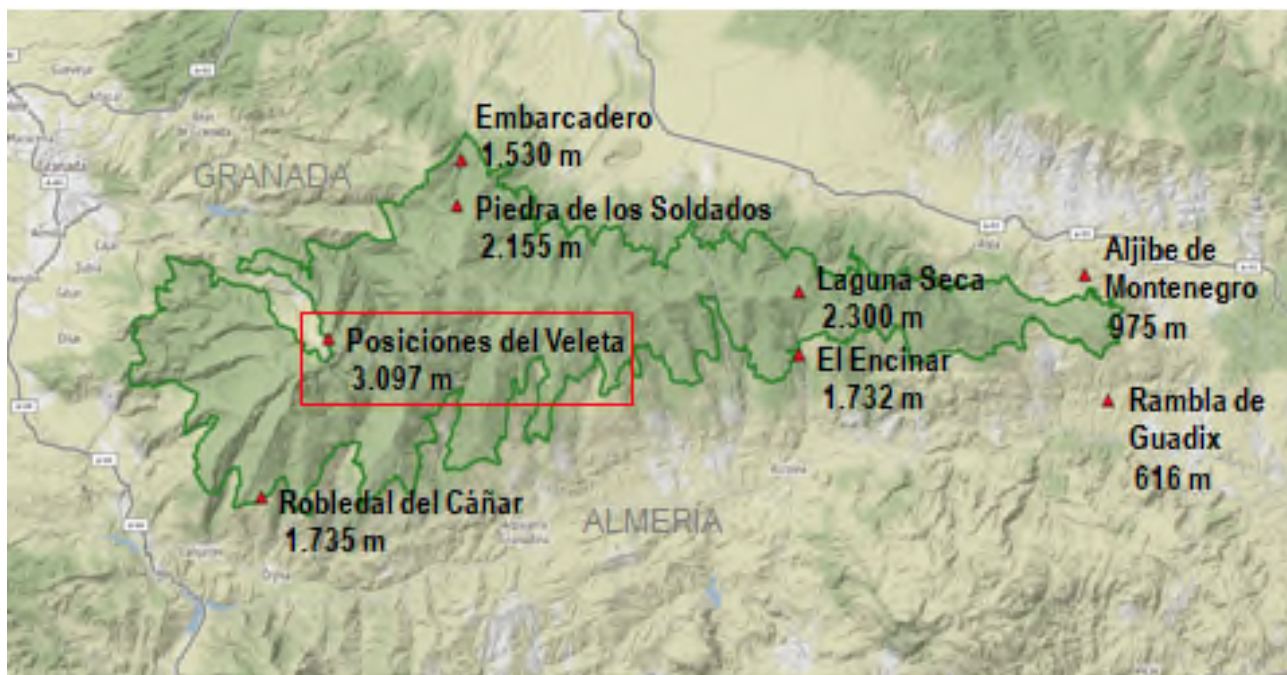 GRANADA
Embarcadero
1.530 m
Piedra de los Soldados
2.155 m
Laguna Seca
2.300 m
Aljibe de
Montenegro
975 m
Posiciones del Veleta
3.097 m
El Encinar
1.732 m
Rambla de
Guadix
616 m
Robledal del Cáñar
1.735 m
ALMERÍA
Granada